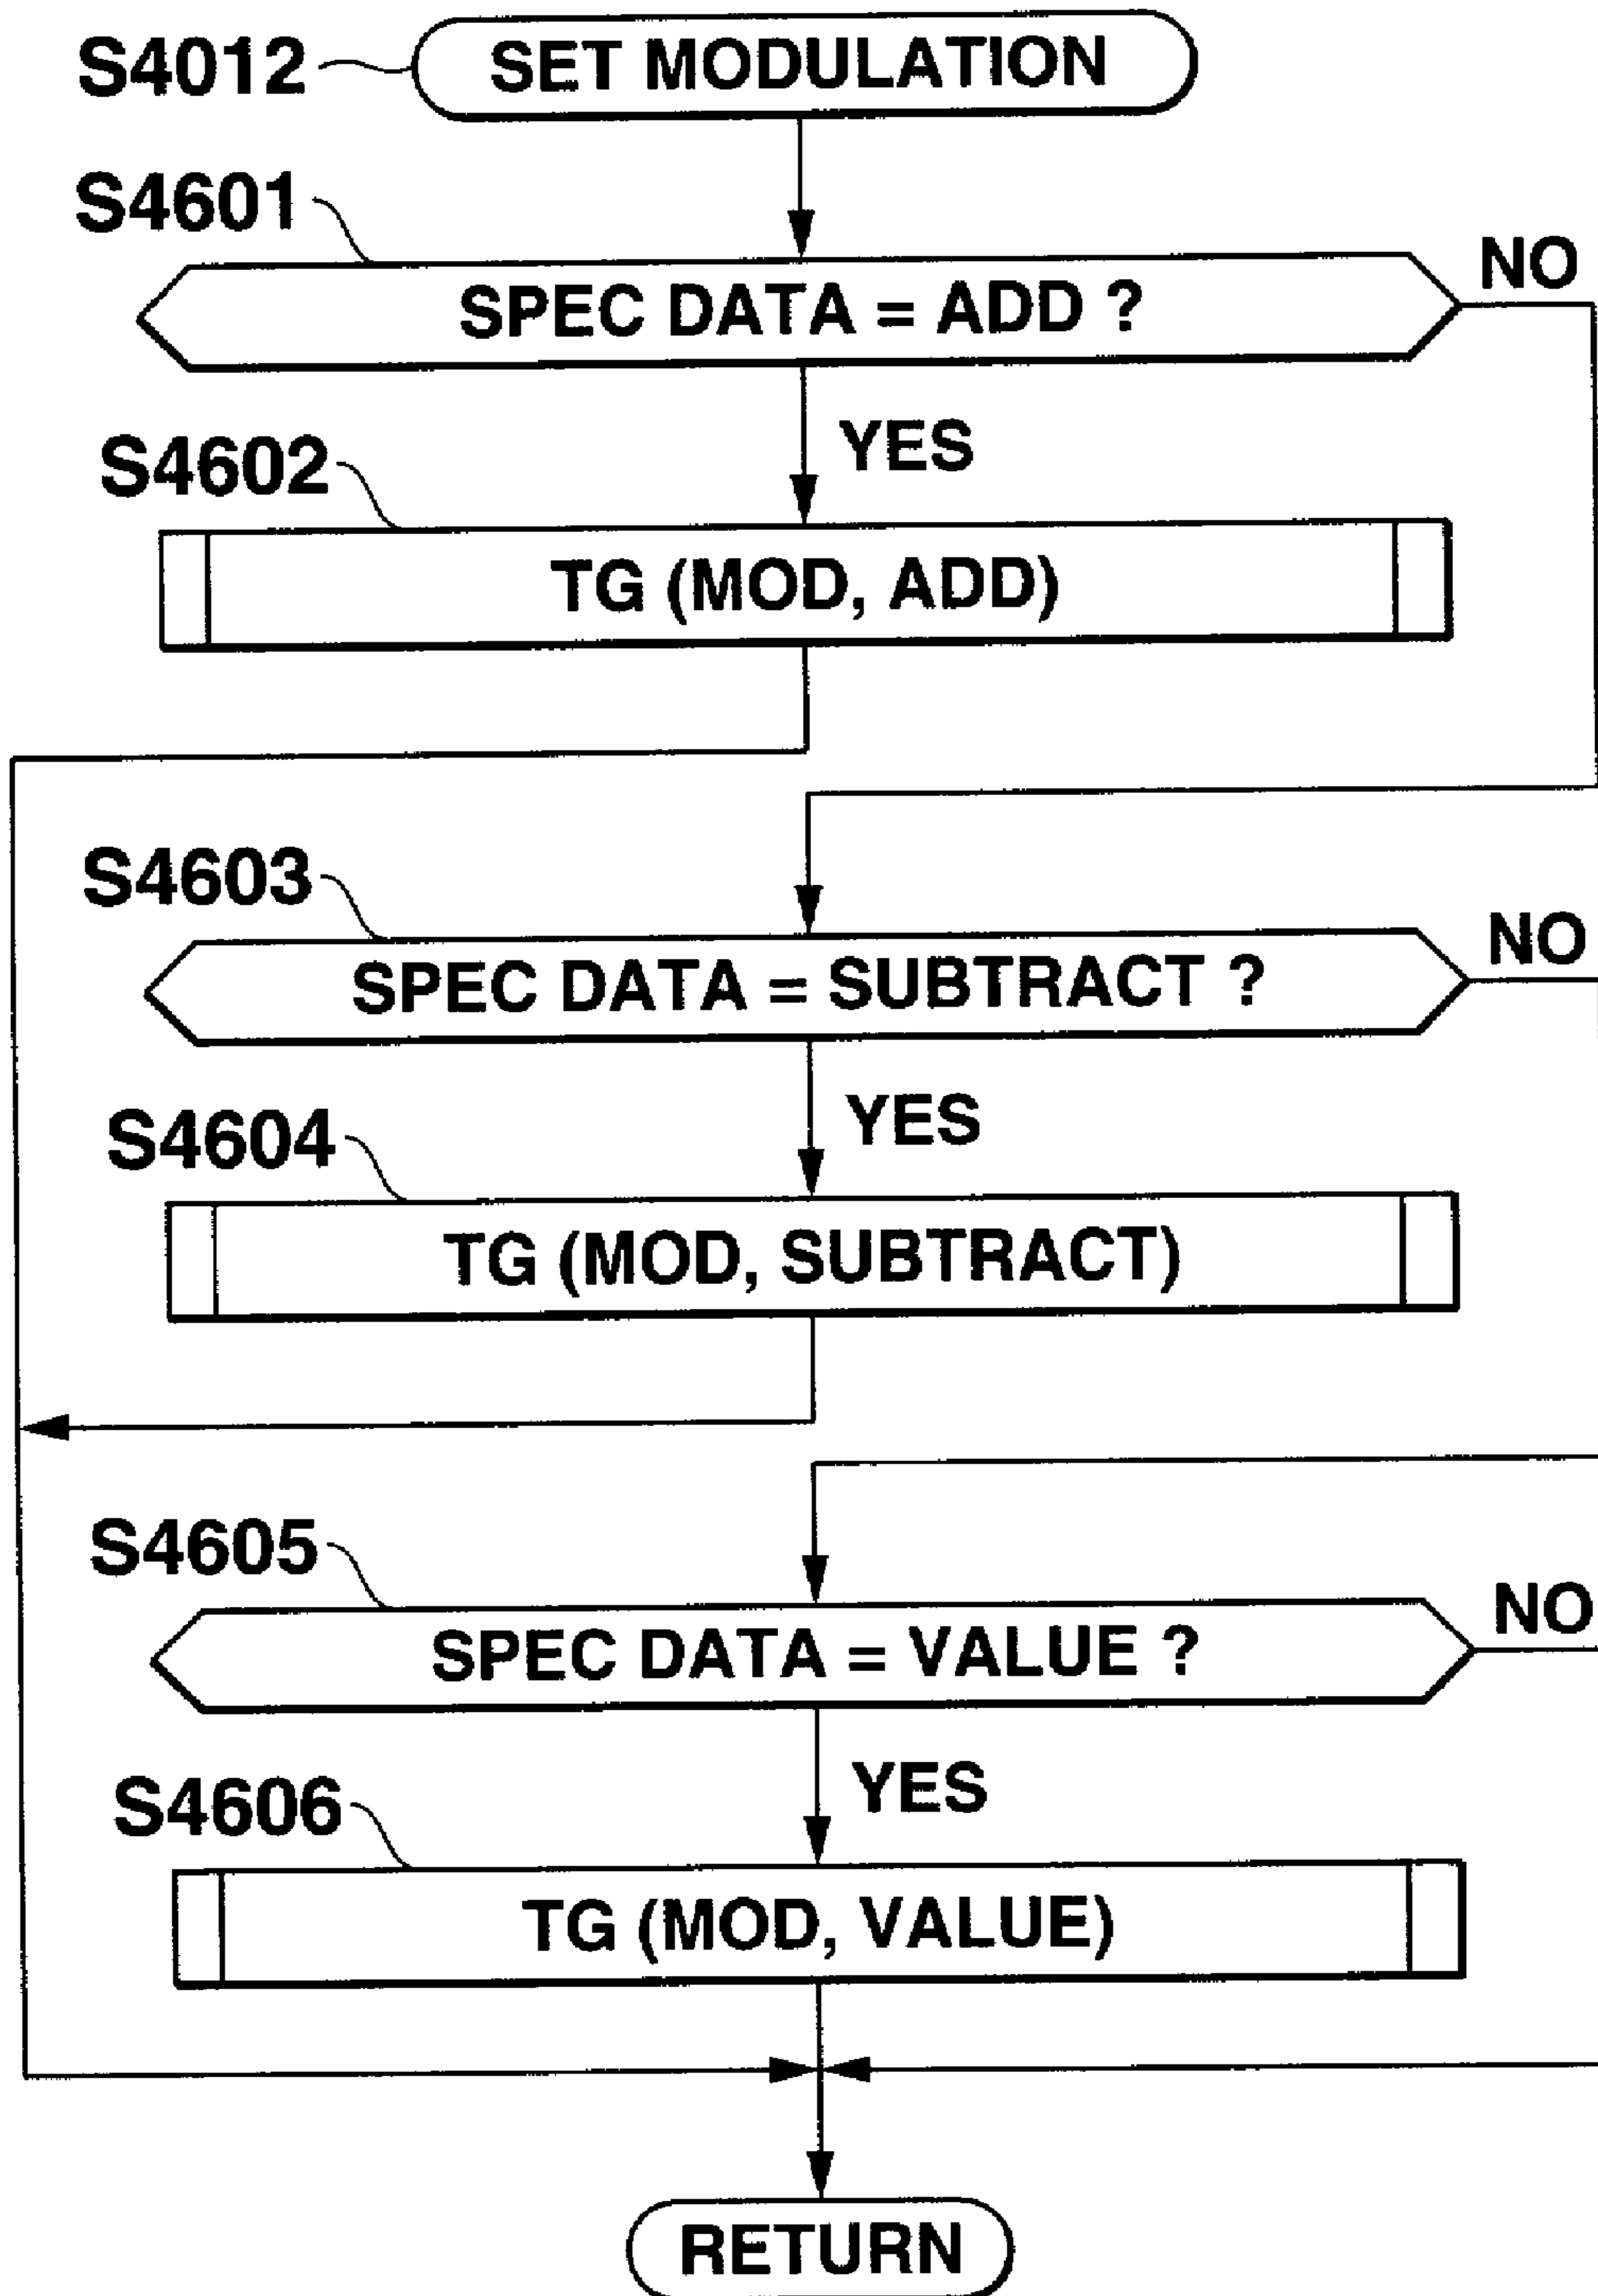 S4012
SET MODULATION
S4601
SPEC DATA = ADD ?
NO
YES
S4602
TG (MOD, ADD)
S4603
SPEC DATA = SUBTRACT ?
NO
YES
S4604
TG (MOD, SUBTRACT)
S4605
SPEC DATA = VALUE ?
NO
YES
S4606
TG (MOD, VALUE)
RETURN